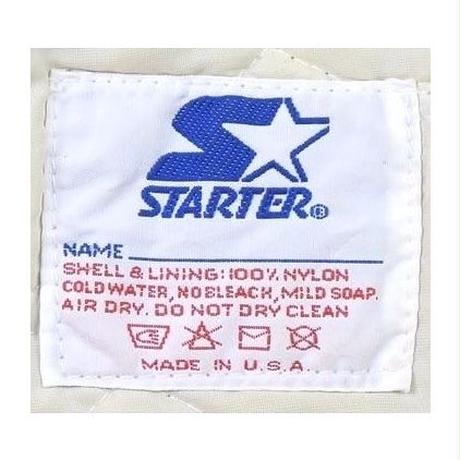 STARTER®
NAME
SHELL & LINING: 100% NYLON
COLD WATER, NO BLEACH, MILD SOAP.
AIR DRY. DO NOT DRY CLEAN
MADE IN U.S.A.